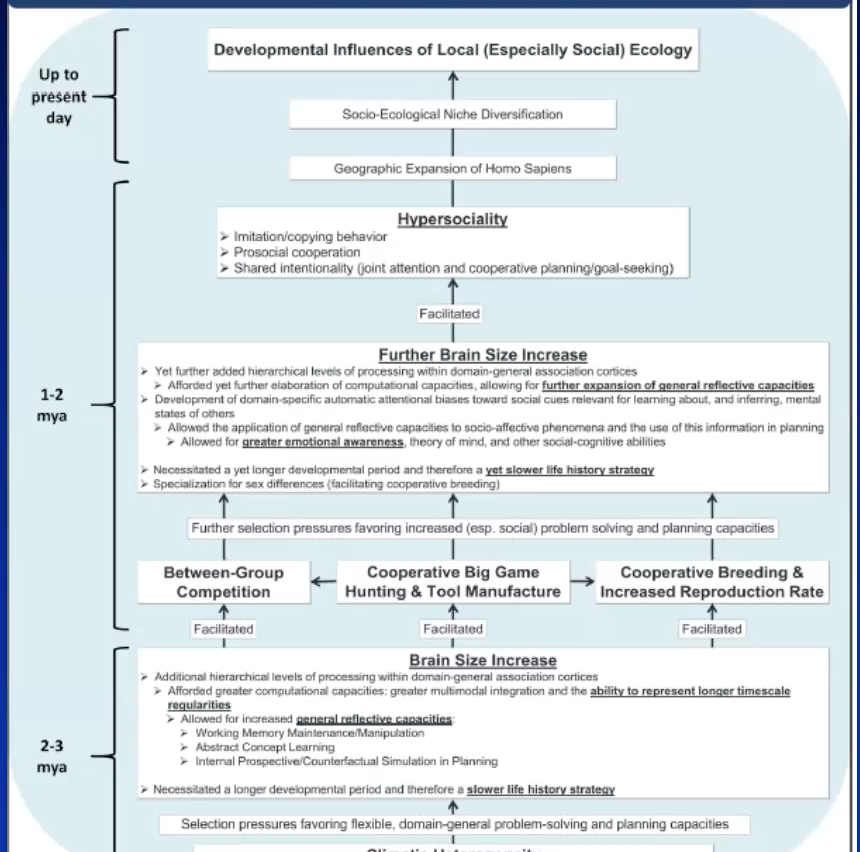 Developmental Influences of Local (Especially Social) Ecology
Up to
present
day
Socio-Ecological Niche Diversification
Geographic Expansion of Homo Sapiens
Hypersociality
➢ Imitation/copying behavior
➢ Prosocial cooperation
➢ Shared intentionality (joint attention and cooperative planning/goal-seeking)
Facilitated
1-2
mya
Further Brain Size Increase
➢ Yet further added hierarchical levels of processing within domain-general association cortices
➢ Afforded yet further elaboration of computational capacities, allowing for further expansion of general reflective capacities
➢ Development of domain-specific automatic attentional biases toward social cues relevant for learning about, and inferring, mental
states of others
➢ Allowed the application of general reflective capacities to socio-affective phenomena and the use of this information in planning
➢ Allowed for greater emotional awareness, theory of mind, and other social-cognitive abilities
➢ Necessitated a yet longer developmental period and therefore a yet slower life history strategy
➢ Specialization for sex differences (facilitating cooperative breeding)
Further selection pressures favoring increased (esp. social) problem solving and planning capacities
Between-Group
Competition
Cooperative Big Game
Hunting & Tool Manufacture
Cooperative Breeding &
Increased Reproduction Rate
Facilitated
Facilitated
Facilitated
2-3
mya
Brain Size Increase
➢ Additional hierarchical levels of processing within domain-general association cortices
➢ Afforded greater computational capacities: greater multimodal integration and the ability to represent longer timescale
regularities
➢ Allowed for increased general reflective capacities:
➢ Working Memory Maintenance/Manipulation
➢ Abstract Concept Learning
➢ Internal Prospective/Counterfactual Simulation in Planning
➢ Necessitated a longer developmental period and therefore a slower life history strategy
Selection pressures favoring flexible, domain-general problem-solving and planning capacities
Climatic Heterogeneity